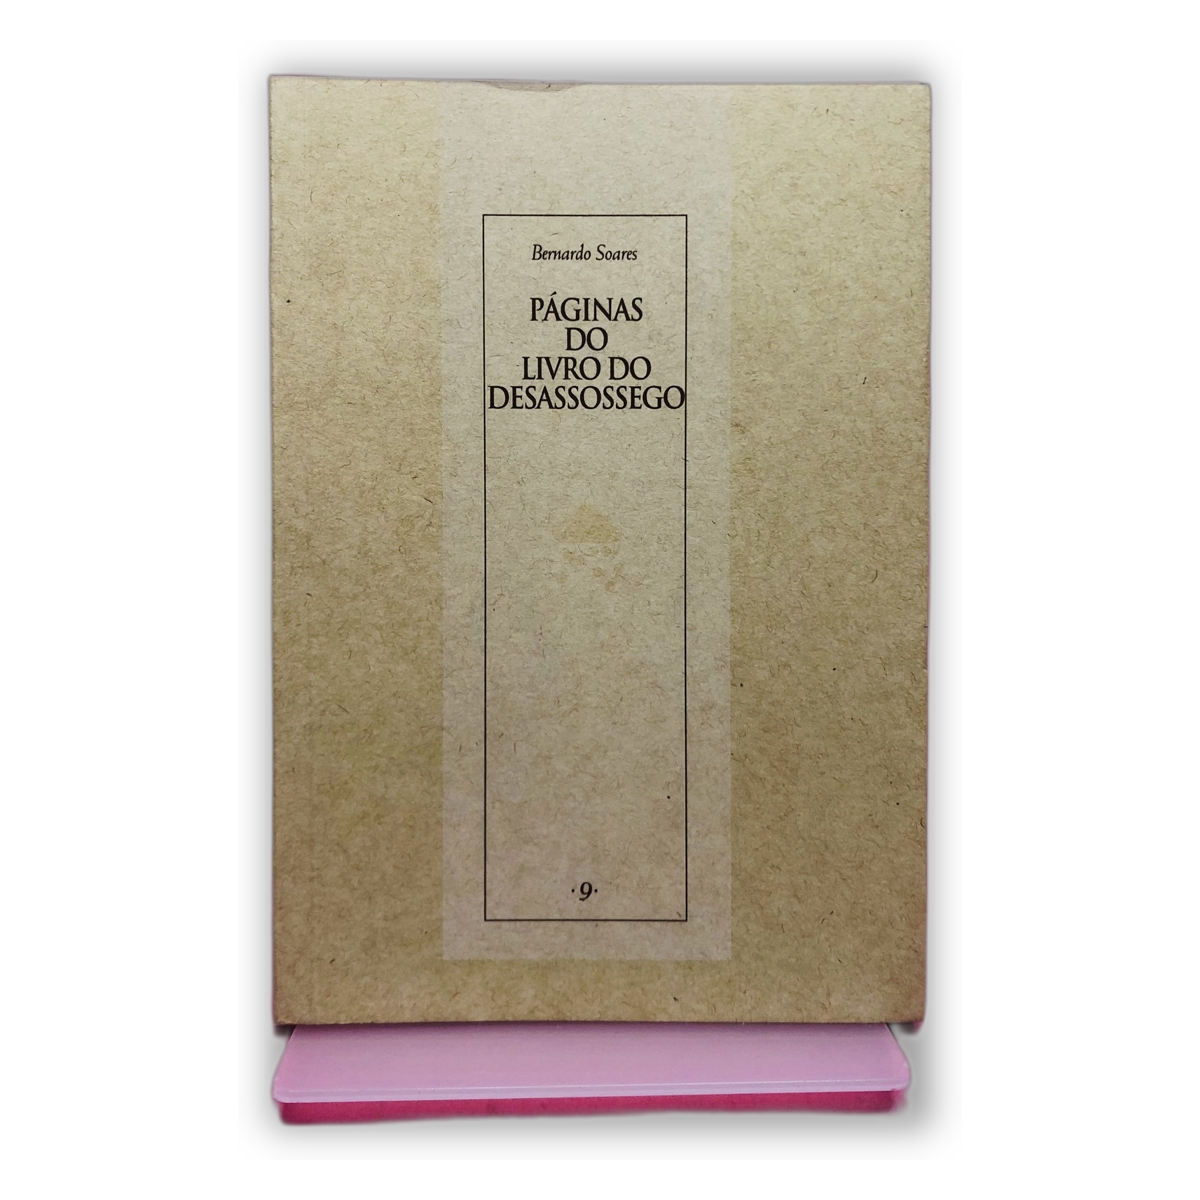 Bernardo Soares
PÁGINAS
DO
LIVRO DO
DESASSOSSEGO
·9·